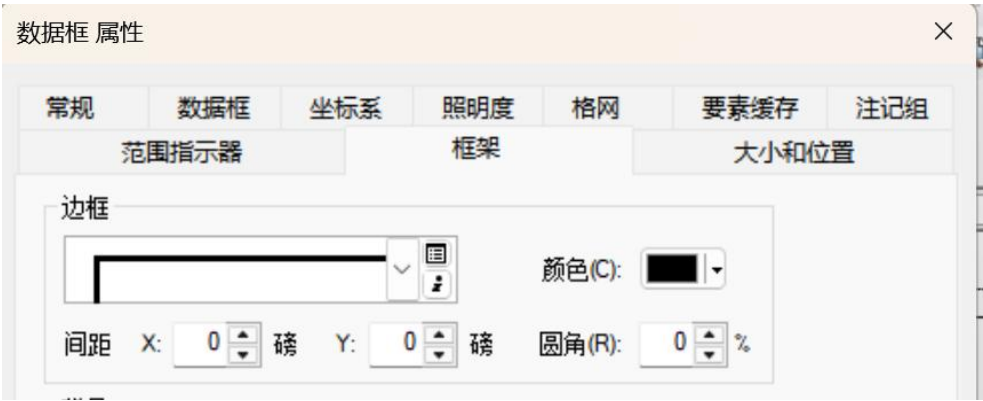 数据框 属性
常规 数据框 坐标系 照明度 格网 要素缓存 注记组
范围指示器 框架 大小和位置
边框
颜色(C):
间距 X: 0 磅 Y: 0 磅 圆角(R): 0 %